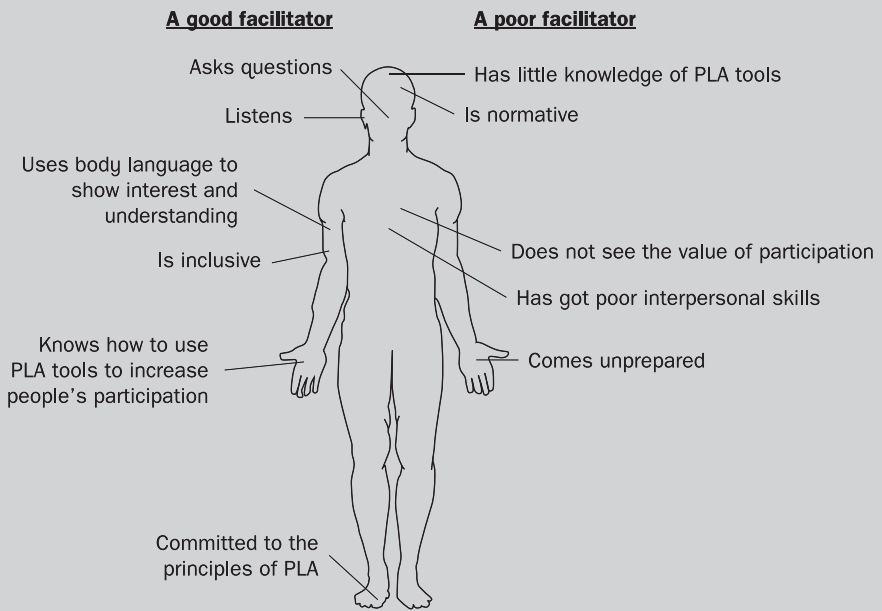 A good facilitator
A poor facilitator
Asks questions
Has little knowledge of PLA tools
Listens
Is normative
Uses body language to
show interest and
understanding
Does not see the value of participation
Is inclusive
Has got poor interpersonal skills
Knows how to use
PLA tools to increase
people's participation
Comes unprepared
Committed to the
principles of PLA